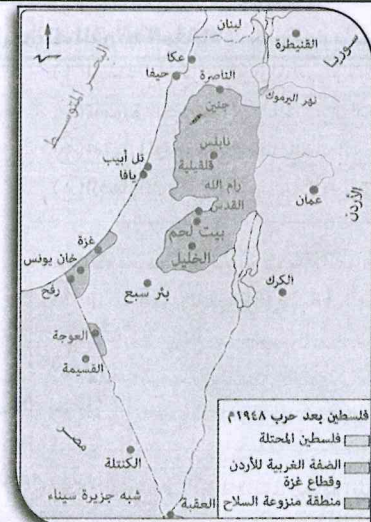 لبنان
سوريا
القنيطرة
عكا
حيفا
الناصرة
البحر المتوسط
نهر اليرموك
جنين
نابلس
قلقيلية
تل أبيب
يافا
رام الله
القدس
عمان
الأردن
بيت لحم
الخليل
غزة
خان يونس
رفح
بئر سبع
الكرك
العوجة
القسيمة
مصر
الكنتلة
شبه جزيرة سيناء
العقبة
فلسطين بعد حرب ١٩٤٨م
فلسطين المحتلة
الضفة الغربية للأردن
وقطاع غزة
منطقة منزوعة السلاح